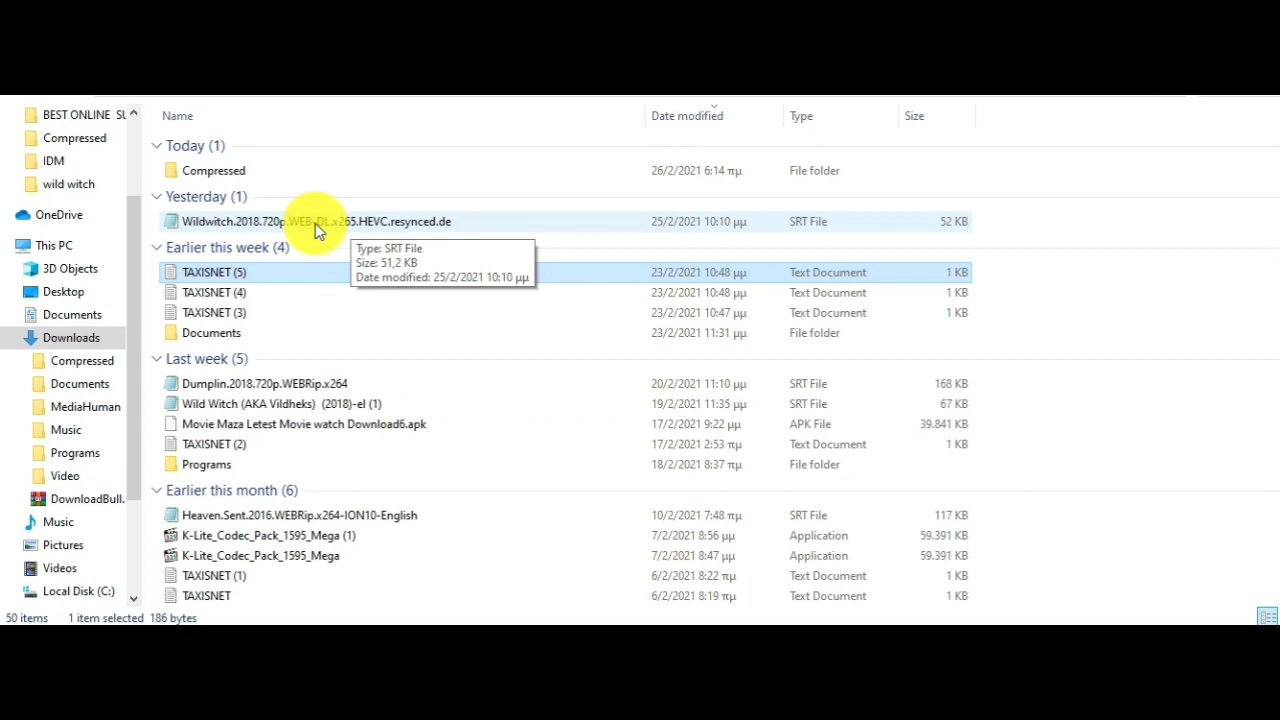 BEST ONLINE SU
Compressed
IDM
wild witch
OneDrive
This PC
3D Objects
Desktop
Documents
Downloads
Compressed
Documents
MediaHuman
Music
Programs
Video
DownloadBull.
Music
Pictures
Videos
Local Disk (C:)
Name Date modified Type Size
Today (1)
Compressed 26/2/2021 6:14 πμ File folder
Yesterday (1)
Wildwitch.2018.720p.WEB-DL.x265.HEVC.resynced.de 25/2/2021 10:10 μμ SRT File 52 KB
Earlier this week (4)
Type: SRT File
Size: 51,2 KB
Date modified: 25/2/2021 10:10 μμ
TAXISNET (5) 23/2/2021 10:48 μμ Text Document 1 KB
TAXISNET (4) 23/2/2021 10:48 μμ Text Document 1 KB
TAXISNET (3) 23/2/2021 10:47 μμ Text Document 1 KB
Documents 23/2/2021 11:31 μμ File folder
Last week (5)
Dumplin.2018.720p.WEBRip.x264 20/2/2021 11:10 μμ SRT File 168 KB
Wild Witch (AKA Vildheks) (2018)-el (1) 19/2/2021 11:35 μμ SRT File 67 KB
Movie Maza Letest Movie watch Download6.apk 17/2/2021 9:22 μμ APK File 39.841 KB
TAXISNET (2) 17/2/2021 2:53 πμ Text Document 1 KB
Programs 18/2/2021 8:37 πμ File folder
Earlier this month (6)
Heaven.Sent.2016.WEBRip.x264-ION10-English 10/2/2021 7:48 πμ SRT File 117 KB
K-Lite_Codec_Pack_1595_Mega (1) 7/2/2021 8:56 μμ Application 59.391 KB
K-Lite_Codec_Pack_1595_Mega 7/2/2021 8:47 μμ Application 59.391 KB
TAXISNET (1) 6/2/2021 8:22 πμ Text Document 1 KB
TAXISNET 6/2/2021 8:19 πμ Text Document 1 KB
50 items 1 item selected 186 bytes